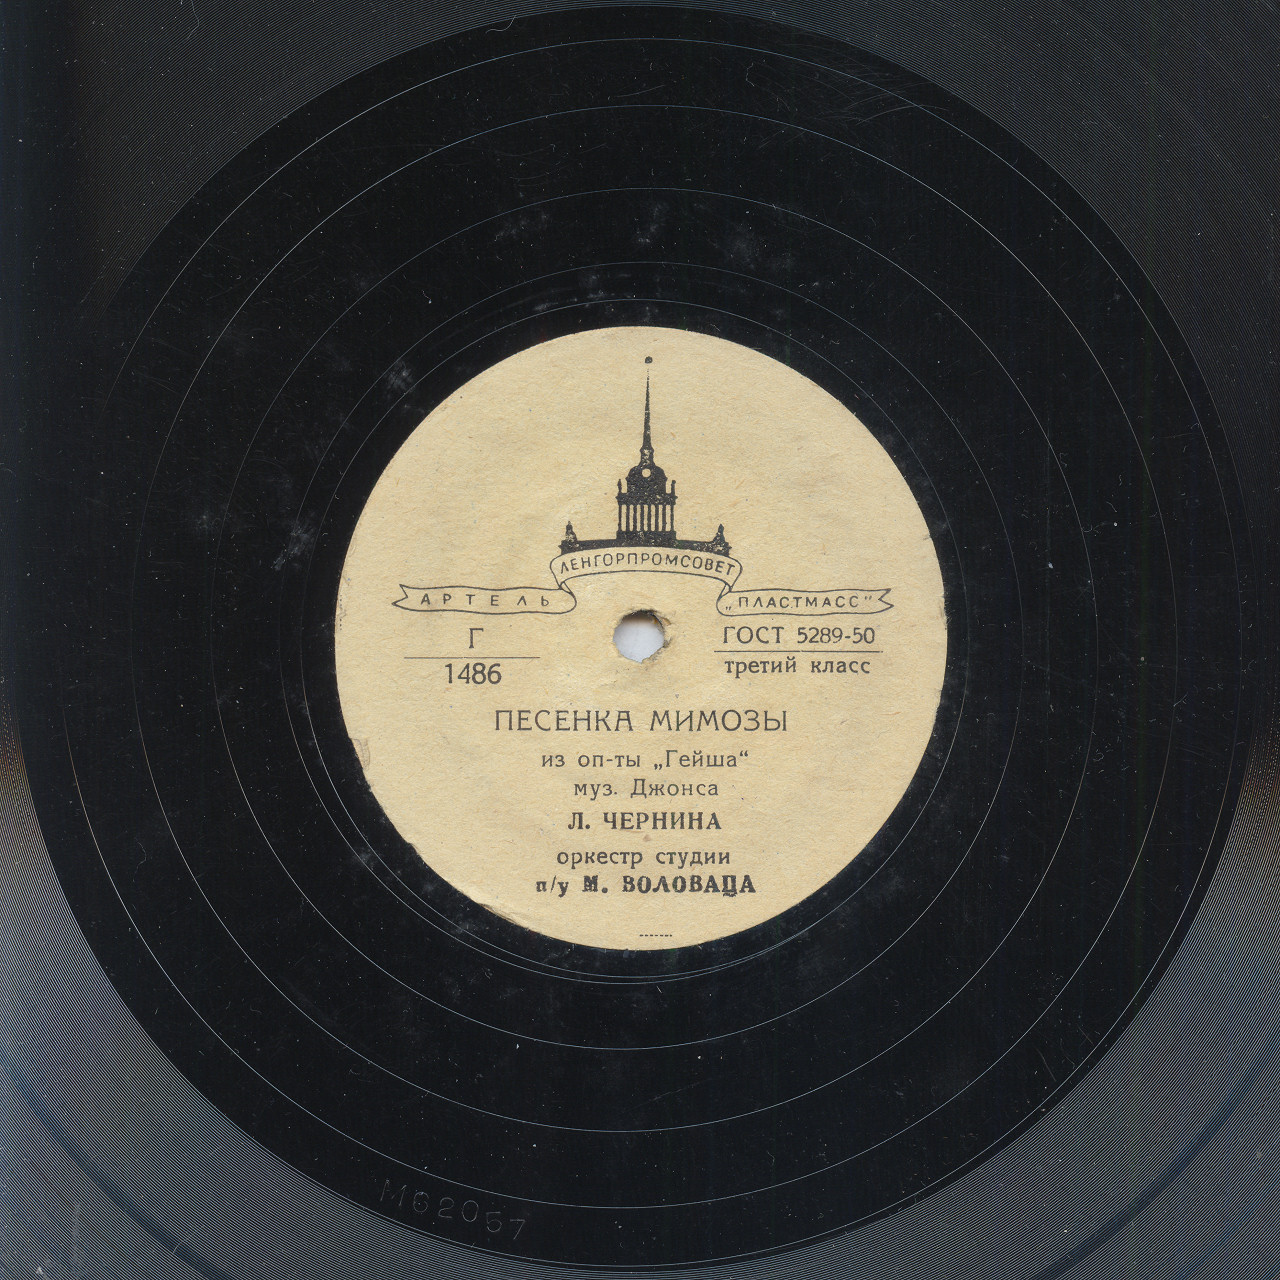 ЛЕНГОРПРОМСОВЕТ
АРТЕЛЬ „ПЛАСТМАСС"
Г
1486
ГОСТ 5289-50
третий класс
ПЕСЕНКА МИМОЗЫ
из оп-ты „Гейша“
муз. Джонса
Л. ЧЕРНИНА
оркестр студии
п/у М. ВОЛОВАЦА
М62057